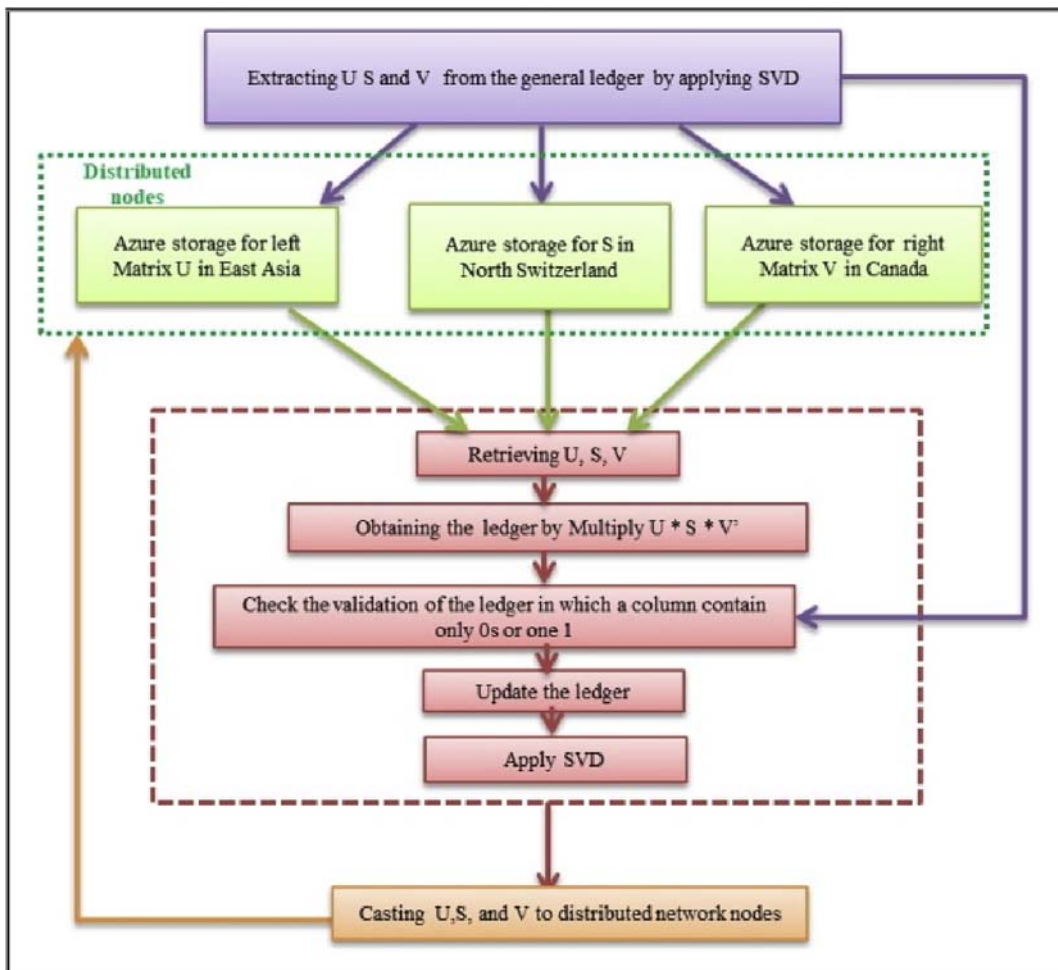 Extracting U S and V from the general ledger by applying SVD
Distributed
nodes
Azure storage for left
Matrix U in East Asia
Azure storage for S in
North Switzerland
Azure storage for right
Matrix V in Canada
Retrieving U, S, V
Obtaining the ledger by Multiply U * S * V'
Check the validation of the ledger in which a column contain
only 0s or one 1
Update the ledger
Apply SVD
Casting U,S, and V to distributed network nodes